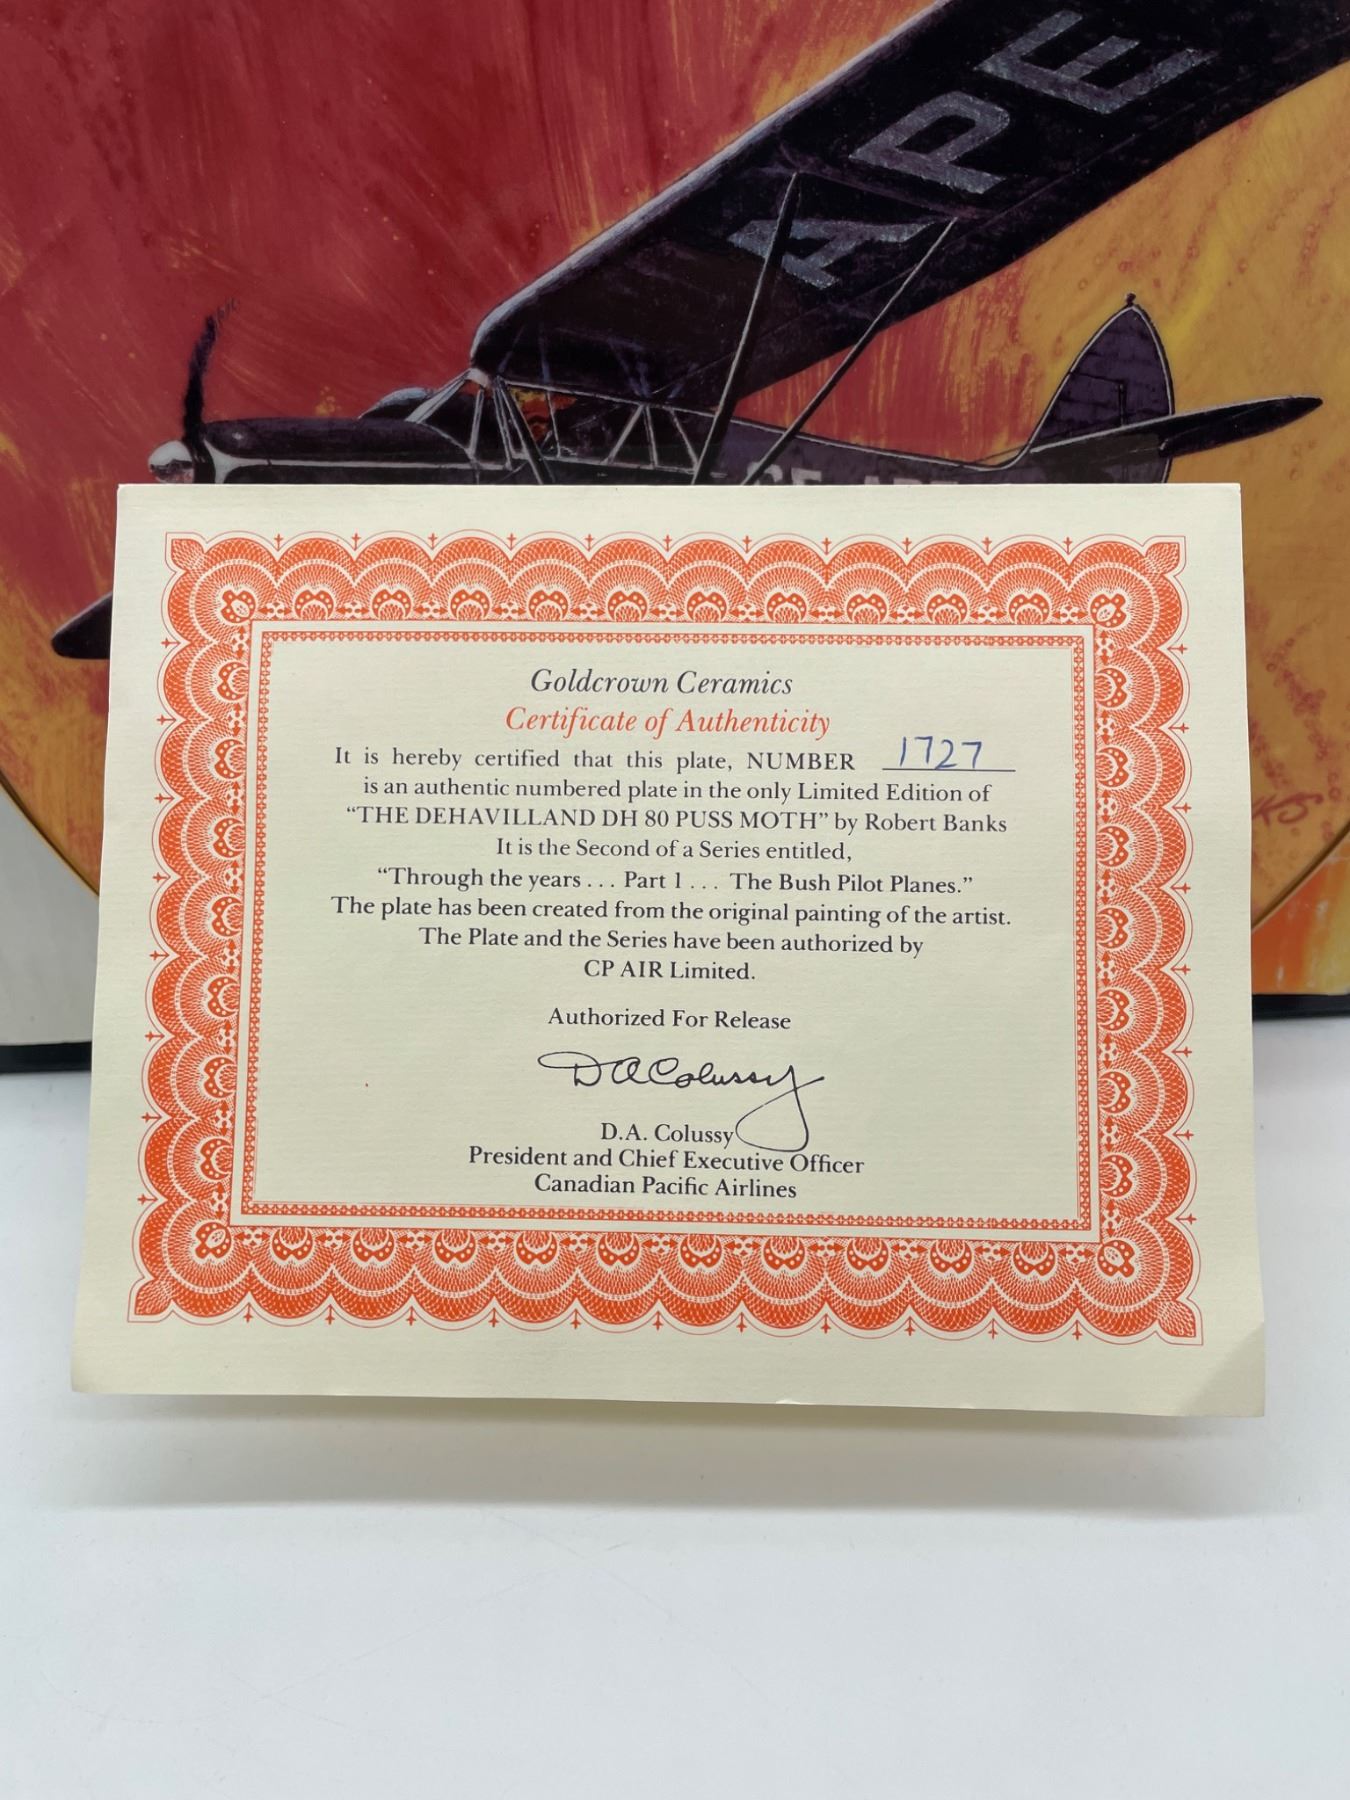 APE
Goldcrown Ceramics
Certificate of Authenticity
It is hereby certified that this plate, NUMBER 1727
is an authentic numbered plate in the only Limited Edition of
“THE DEHAVILLAND DH 80 PUSS MOTH” by Robert Banks
It is the Second of a Series entitled,
“Through the years . . . Part 1 . . . The Bush Pilot Planes.”
The plate has been created from the original painting of the artist.
The Plate and the Series have been authorized by
CP AIR Limited.
Authorized For Release
D A Colussy
D.A. Colussy
President and Chief Executive Officer
Canadian Pacific Airlines